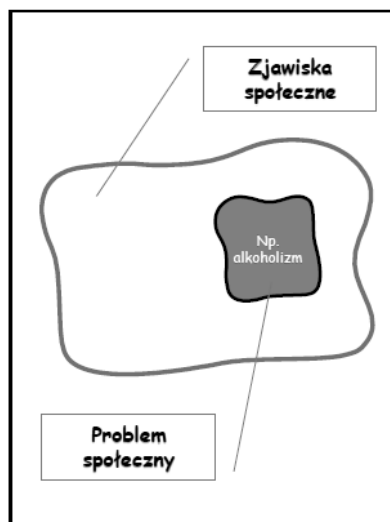 Zjawiska
społeczne
Np.
alkoholizm
Problem
społeczny